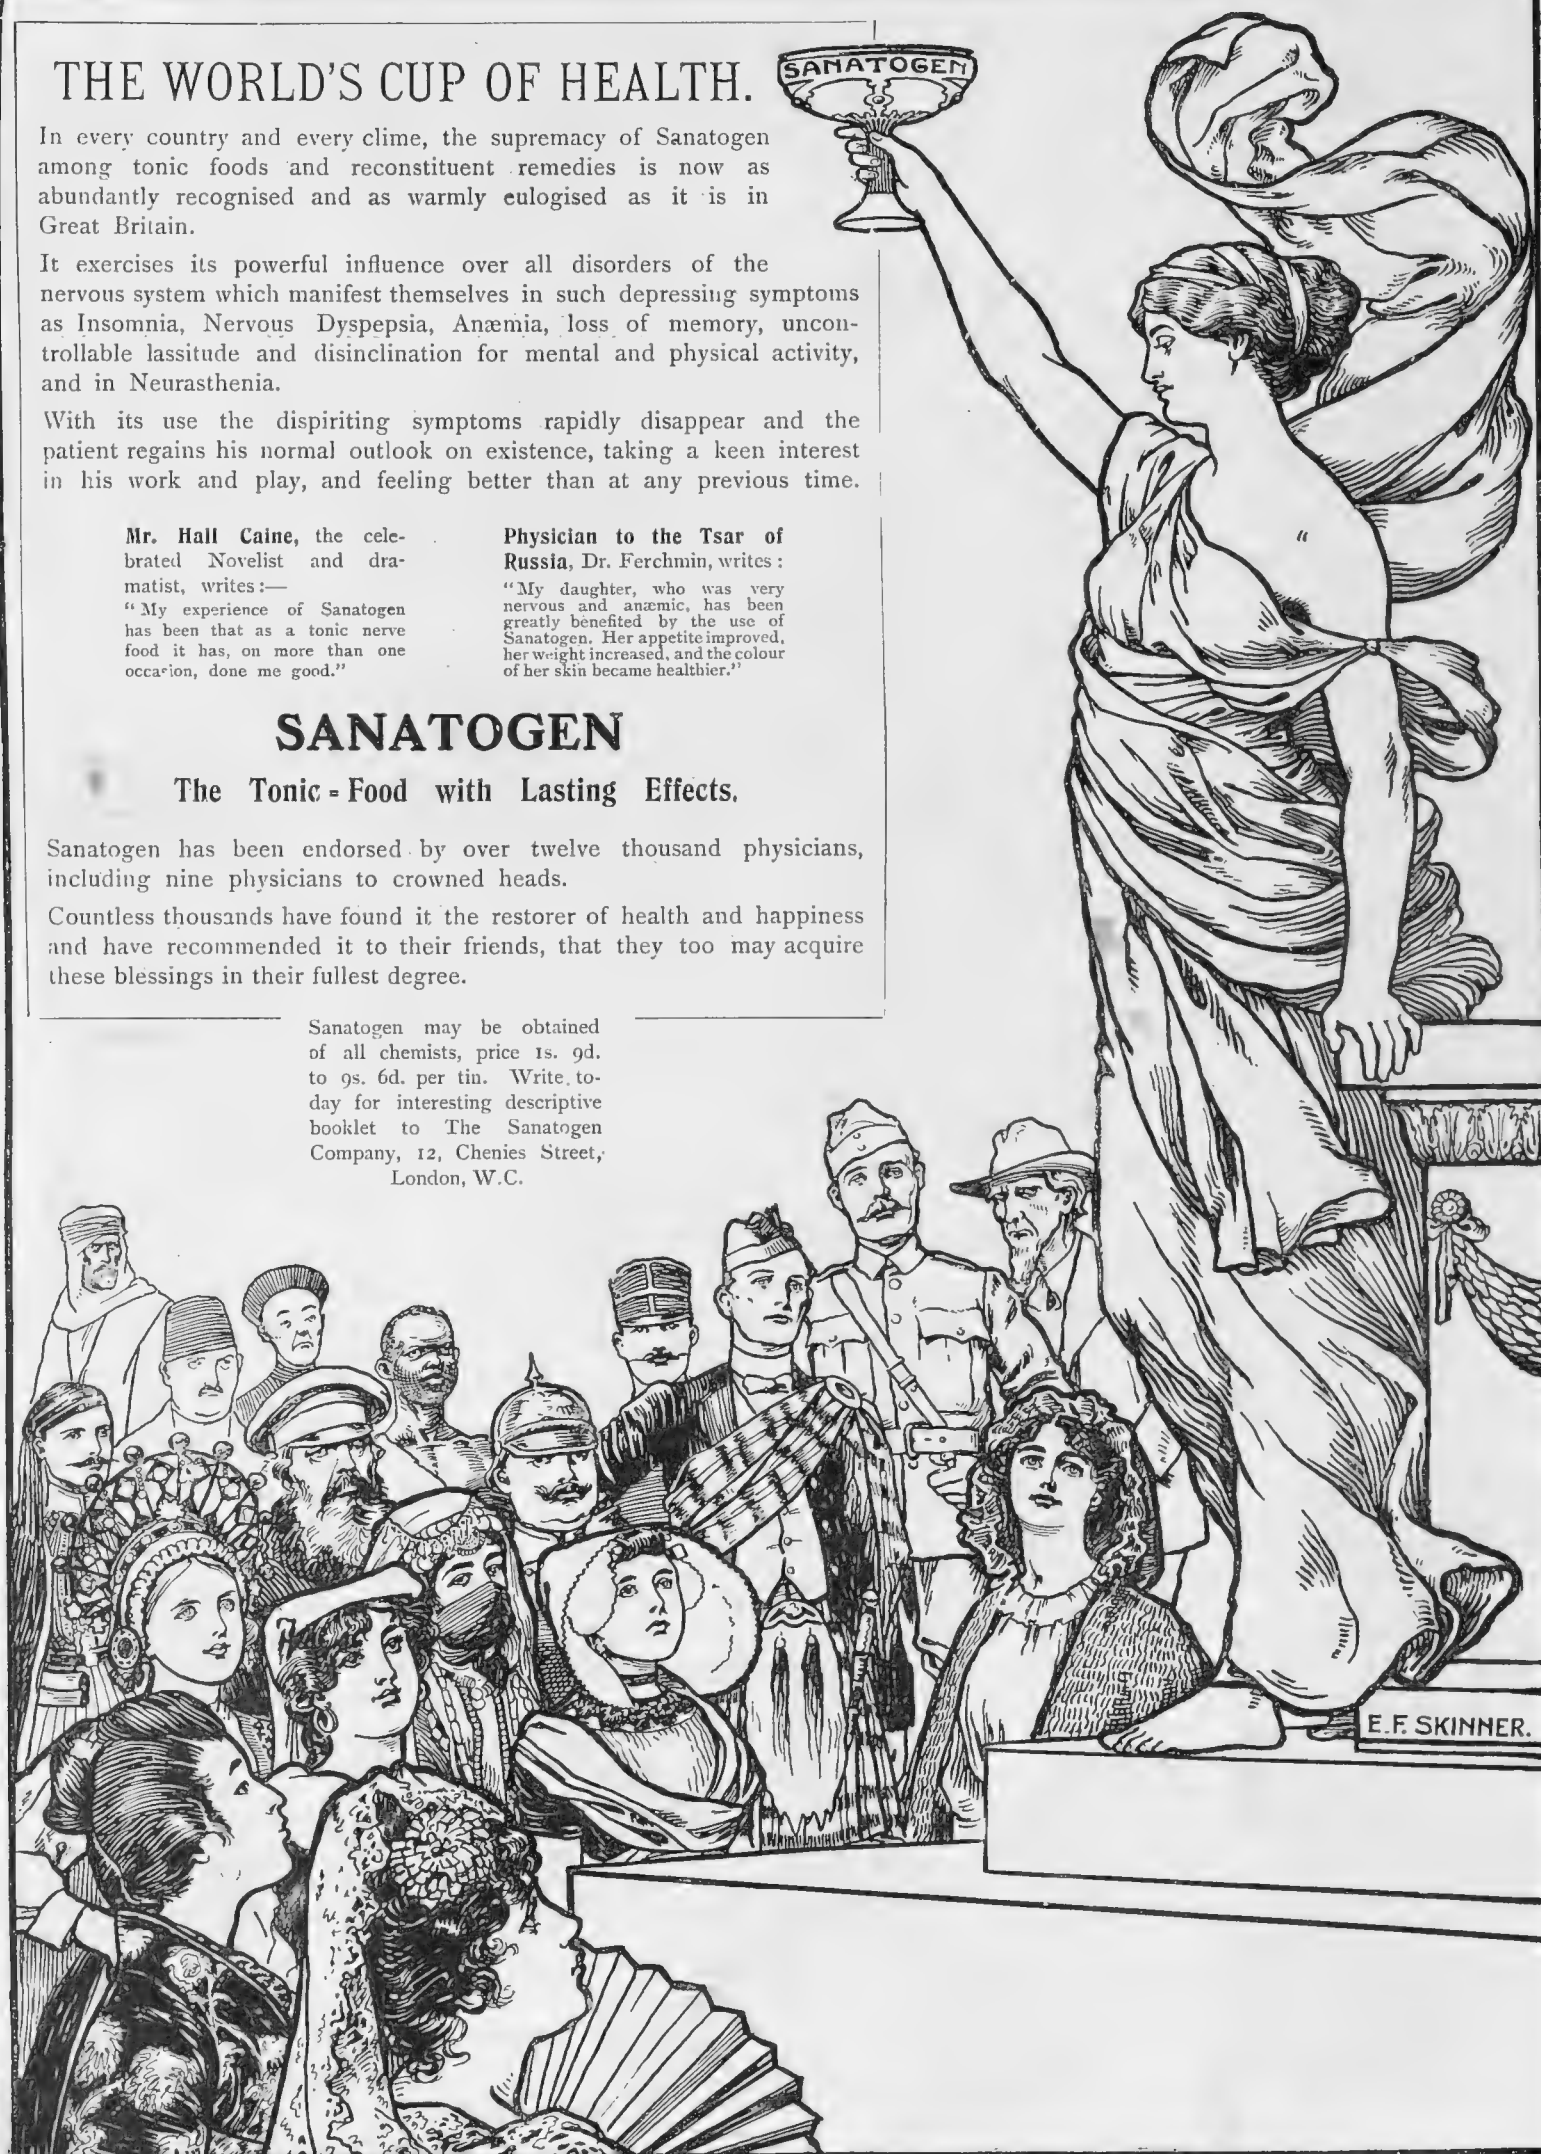 THE WORLD'S CUP OF HEALTH.
SANATOGEN
In every country and every clime, the supremacy of Sanatogen
among tonic foods and reconstituent remedies is now as
abundantly recognised and as warmly eulogised as it is in
Great Britain.
It exercises its powerful influence over all disorders of the
nervous system which manifest themselves in such depressing symptoms
as Insomnia, Nervous Dyspepsia, Anæmia, loss of memory, uncon-
trollable lassitude and disinclination for mental and physical activity,
and in Neurasthenia.
With its use the dispiriting symptoms rapidly disappear and the
patient regains his normal outlook on existence, taking a keen interest
in his work and play, and feeling better than at any previous time.
Mr. Hall Caine, the cele-
brated Novelist and dra-
matist, writes:—
"My experience of Sanatogen
has been that as a tonic nerve
food it has, on more than one
occasion, done me good."
Physician to the Tsar of
Russia, Dr. Ferchmin, writes:
"My daughter, who was very
nervous and anæmic, has been
greatly benefited by the use of
Sanatogen. Her appetite improved,
her weight increased, and the colour
of her skin became healthier."
SANATOGEN
The Tonic-Food with Lasting Effects.
Sanatogen has been endorsed by over twelve thousand physicians,
including nine physicians to crowned heads.
Countless thousands have found it the restorer of health and happiness
and have recommended it to their friends, that they too may acquire
these blessings in their fullest degree.
Sanatogen may be obtained
of all chemists, price 1s. 9d.
to 9s. 6d. per tin. Write to-
day for interesting descriptive
booklet to The Sanatogen
Company, 12, Chenies Street,
London, W.C.
E.F. SKINNER.